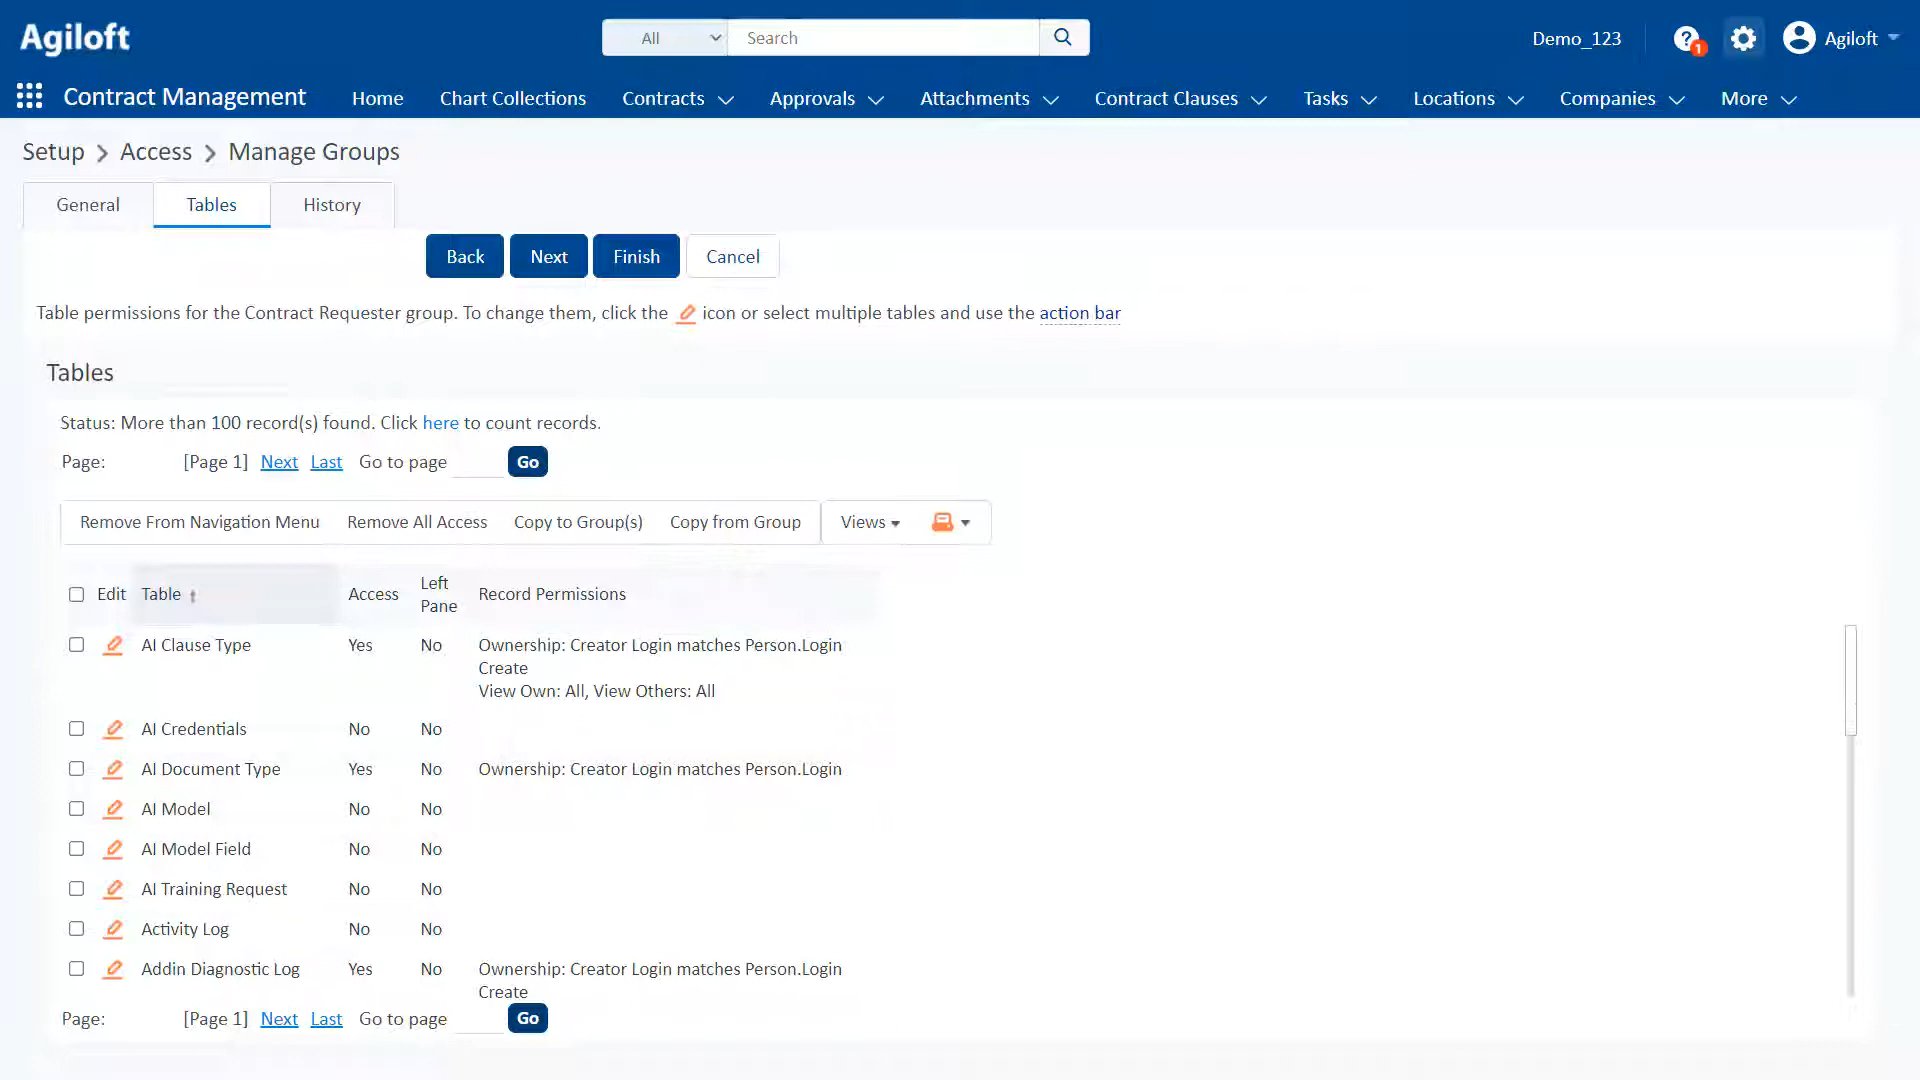 Agiloft
All
Search
Demo_123
1
Agiloft
Contract Management
Home
Chart Collections
Contracts
Approvals
Attachments
Contract Clauses
Tasks
Locations
Companies
More
Setup > Access > Manage Groups
General
Tables
History
Back
Next
Finish
Cancel
Table permissions for the Contract Requester group. To change them, click the icon or select multiple tables and use the action bar
Tables
Status: More than 100 record(s) found. Click here to count records.
Page: [Page 1] Next Last Go to page Go
Remove From Navigation Menu Remove All Access Copy to Group(s) Copy from Group Views
Edit Table Access Left Pane Record Permissions
AI Clause Type Yes No Ownership: Creator Login matches Person.Login
Create
View Own: All, View Others: All
AI Credentials No No
AI Document Type Yes No Ownership: Creator Login matches Person.Login
AI Model No No
AI Model Field No No
AI Training Request No No
Activity Log No No
Addin Diagnostic Log Yes No Ownership: Creator Login matches Person.Login
Create
Page: [Page 1] Next Last Go to page Go